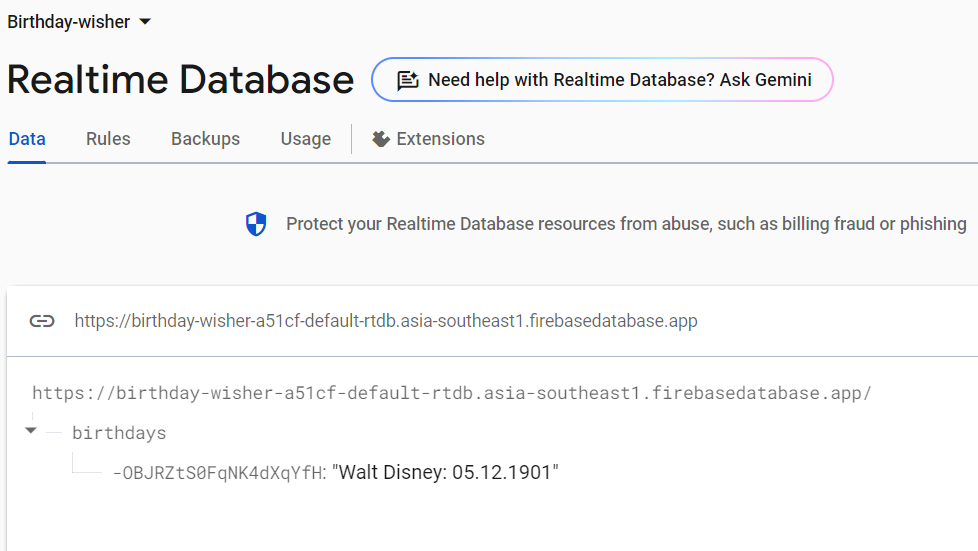 Birthday-wisher
Realtime Database
Need help with Realtime Database? Ask Gemini
Data Rules Backups Usage Extensions
Protect your Realtime Database resources from abuse, such as billing fraud or phishing
https://birthday-wisher-a51cf-default-rtdb.asia-southeast1.firebasedatabase.app
https://birthday-wisher-a51cf-default-rtdb.asia-southeast1.firebasedatabase.app/
birthdays
-OBJRZtS0FqNK4dXqYfH: "Walt Disney: 05.12.1901"